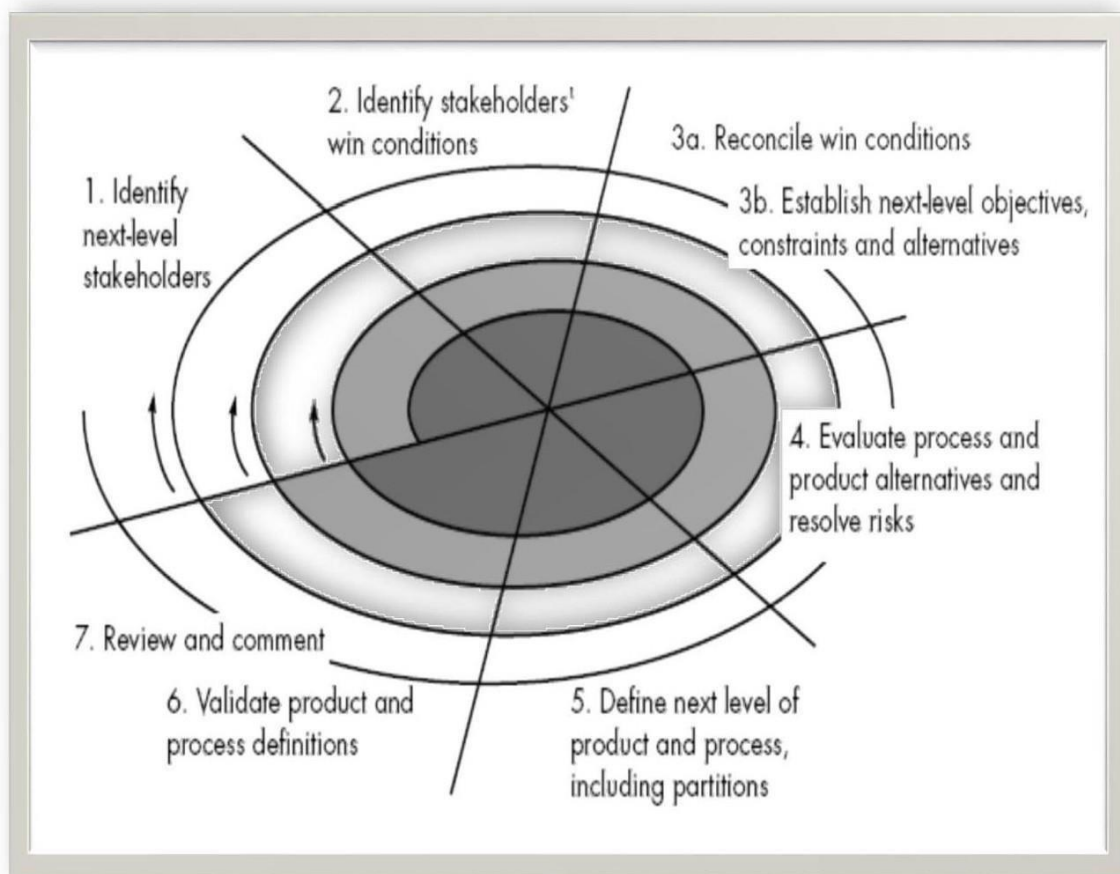 1. Identify
next-level
stakeholders
2. Identify stakeholders'
win conditions
3a. Reconcile win conditions
3b. Establish next-level objectives,
constraints and alternatives
4. Evaluate process and
product alternatives and
resolve risks
5. Define next level of
product and process,
including partitions
6. Validate product and
process definitions
7. Review and comment